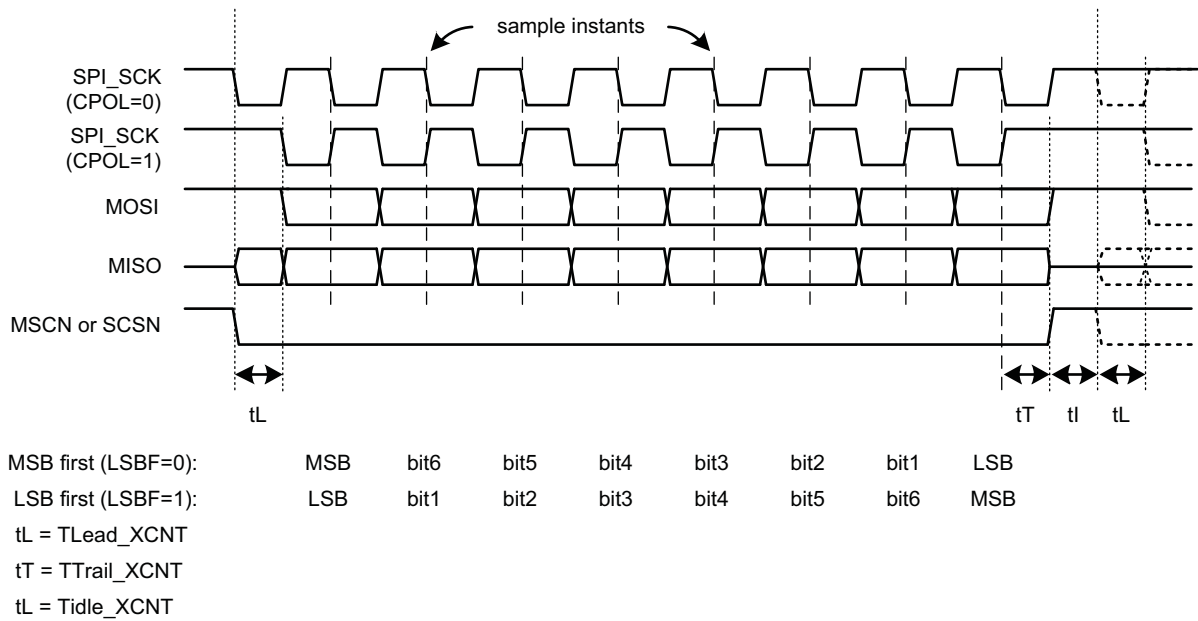 sample instants
SPI_SCK
(CPOL=0)
SPI_SCK
(CPOL=1)
MOSI
MISO
MSCN or SCSN
tL tT tI tL
MSB first (LSBF=0): MSB bit6 bit5 bit4 bit3 bit2 bit1 LSB
LSB first (LSBF=1): LSB bit1 bit2 bit3 bit4 bit5 bit6 MSB
tL = TLead_XCNT
tT = TTrail_XCNT
tL = Tidle_XCNT